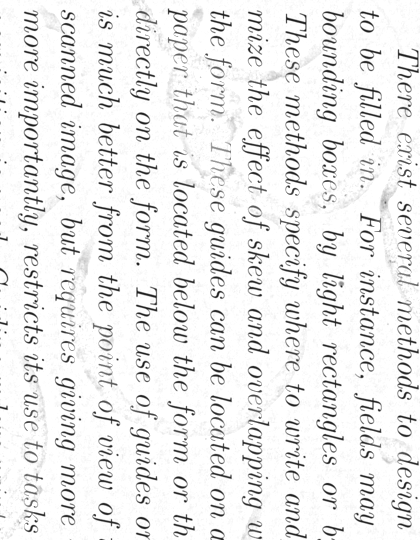 There exist several methods to design
to be filled in. For instance, fields may
bounding boxes, by light rectangles or
These methods specify where to write and
mize the effect of skew and overlapping
the form. These guides can be located on a
paper that is located below the form or
directly on the form. The use of guides
is much better from the point of view of
scanned image, but requires giving more
more importantly, restricts its use to tasks